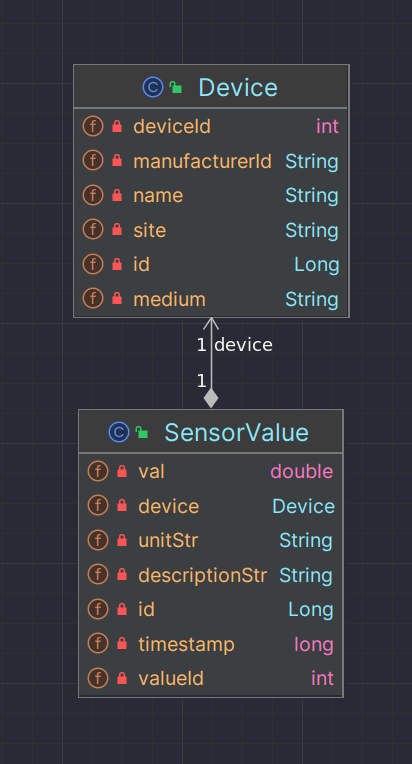 Device
deviceId int
manufacturerId String
name String
site String
id Long
medium String
1 device
1
SensorValue
val double
device Device
unitStr String
descriptionStr String
id Long
timestamp long
valueId int